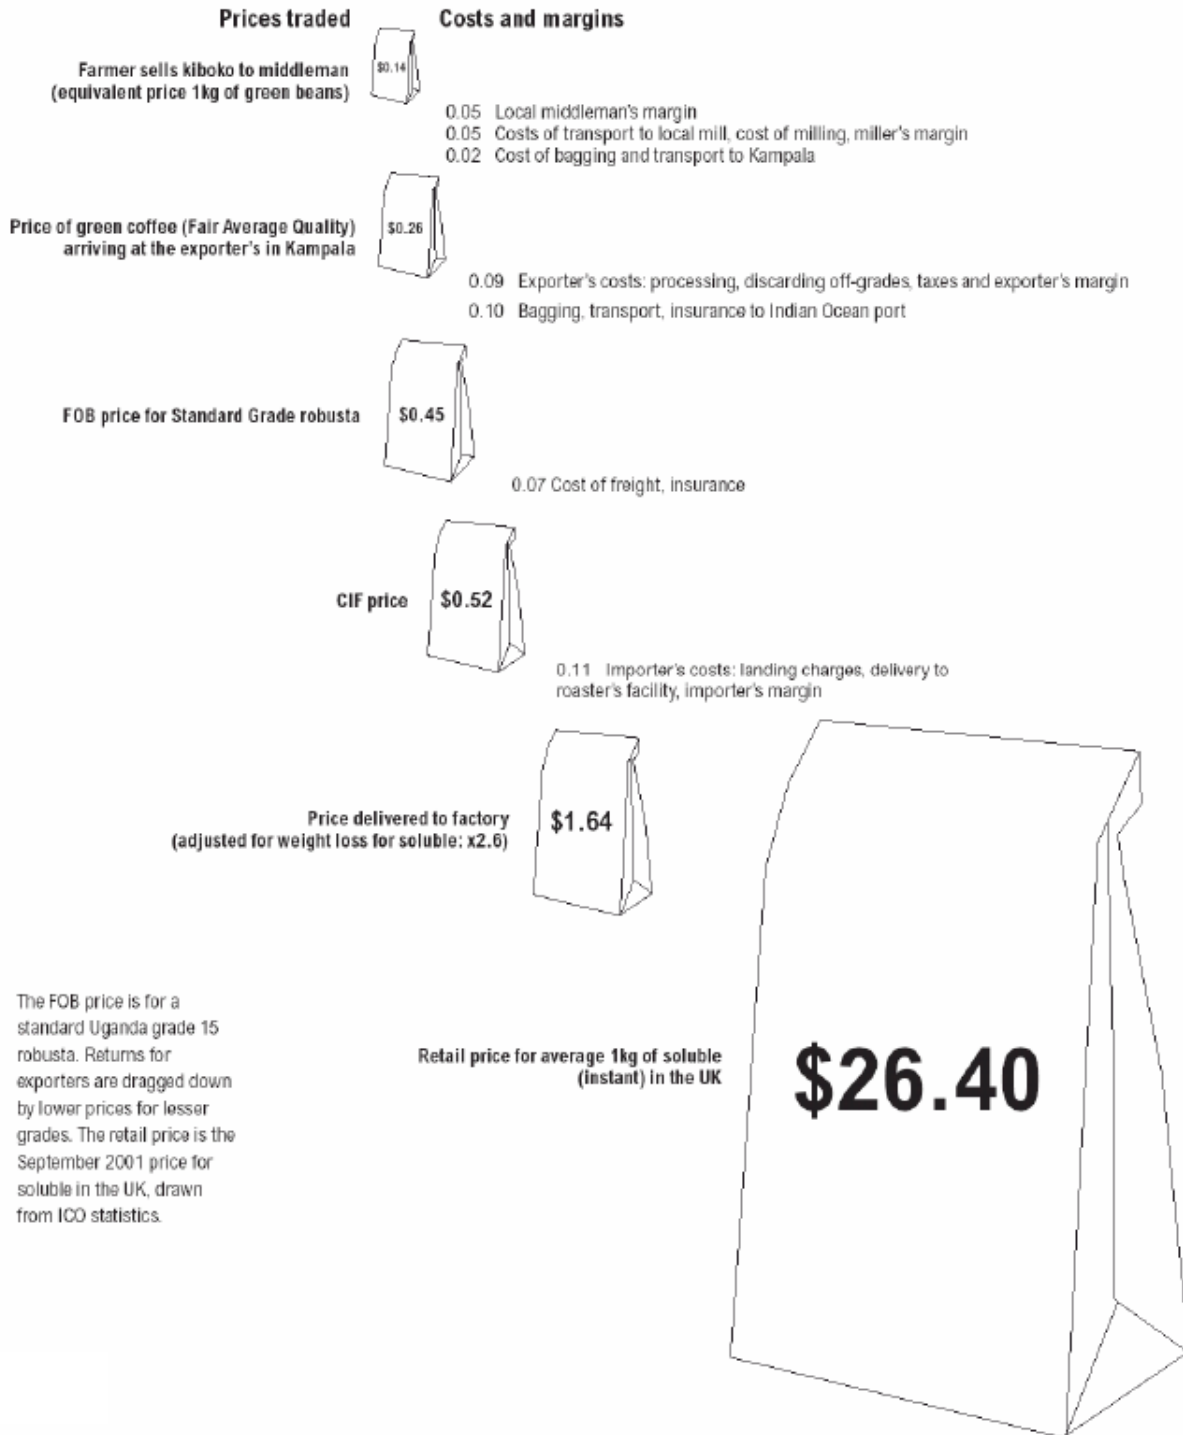 Prices traded Costs and margins
Farmer sells kiboko to middleman
(equivalent price 1kg of green beans)
$0.14
0.05 Local middleman's margin
0.05 Costs of transport to local mill, cost of milling, miller's margin
0.02 Cost of bagging and transport to Kampala
Price of green coffee (Fair Average Quality)
arriving at the exporter's in Kampala
$0.26
0.09 Exporter's costs: processing, discarding off-grades, taxes and exporter's margin
0.10 Bagging, transport, insurance to Indian Ocean port
FOB price for Standard Grade robusta
$0.45
0.07 Cost of freight, insurance
CIF price
$0.52
0.11 Importer's costs: landing charges, delivery to
roaster's facility, importer's margin
Price delivered to factory
(adjusted for weight loss for soluble: x2.6)
$1.64
The FOB price is for a
standard Uganda grade 15
robusta. Returns for
exporters are dragged down
by lower prices for lesser
grades. The retail price is the
September 2001 price for
soluble in the UK, drawn
from ICO statistics.
Retail price for average 1kg of soluble
(instant) in the UK
$26.40